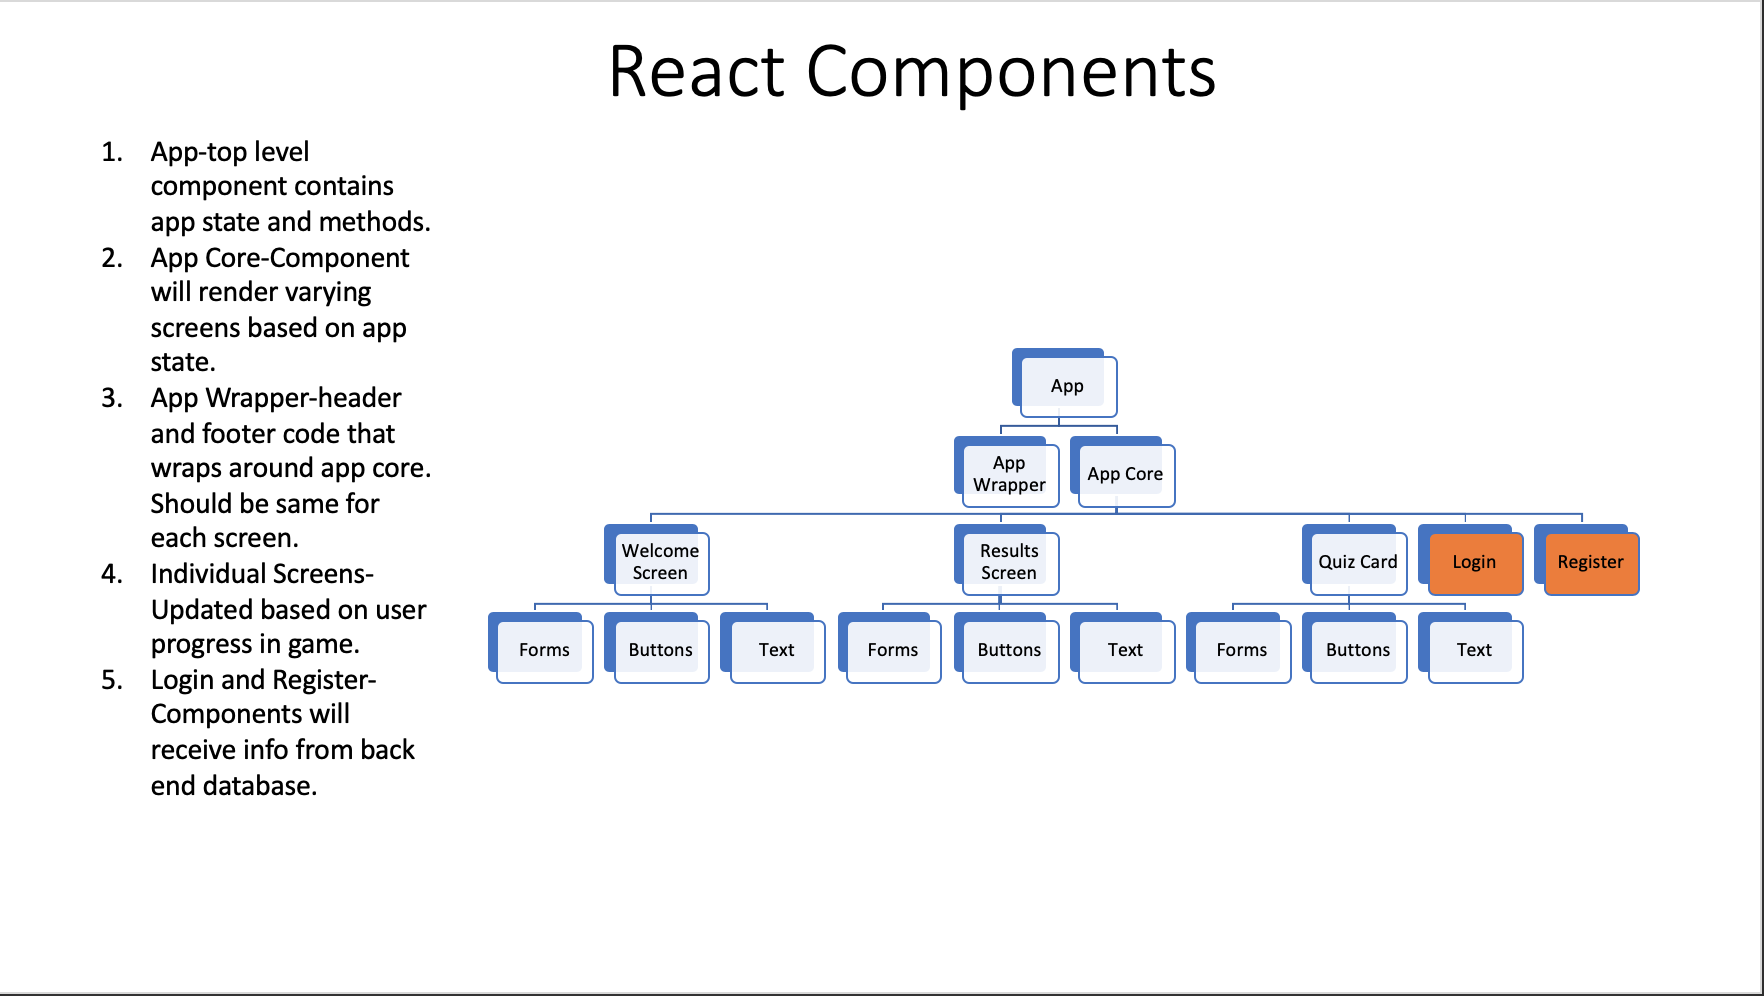 React Components
1. App-top level
component contains
app state and methods.
2. App Core-Component
will render varying
screens based on app
state.
3. App Wrapper-header
and footer code that
wraps around app core.
Should be same for
each screen.
4. Individual Screens-
Updated based on user
progress in game.
5. Login and Register-
Components will
receive info from back
end database.
App
App
Wrapper
App Core
Welcome
Screen
Results
Screen
Quiz Card
Login
Register
Forms
Buttons
Text
Forms
Buttons
Text
Forms
Buttons
Text